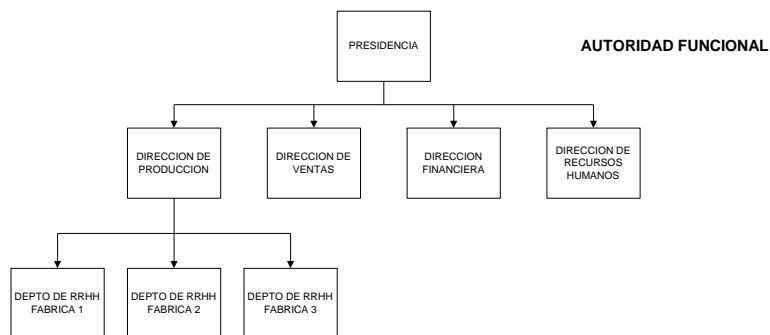 PRESIDENCIA
AUTORIDAD FUNCIONAL
DIRECCION DE
PRODUCCION
DIRECCION DE
VENTAS
DIRECCION
FINANCIERA
DIRECCION DE
RECURSOS
HUMANOS
DEPTO DE RRHH
FABRICA 1
DEPTO DE RRHH
FABRICA 2
DEPTO DE RRHH
FABRICA 3